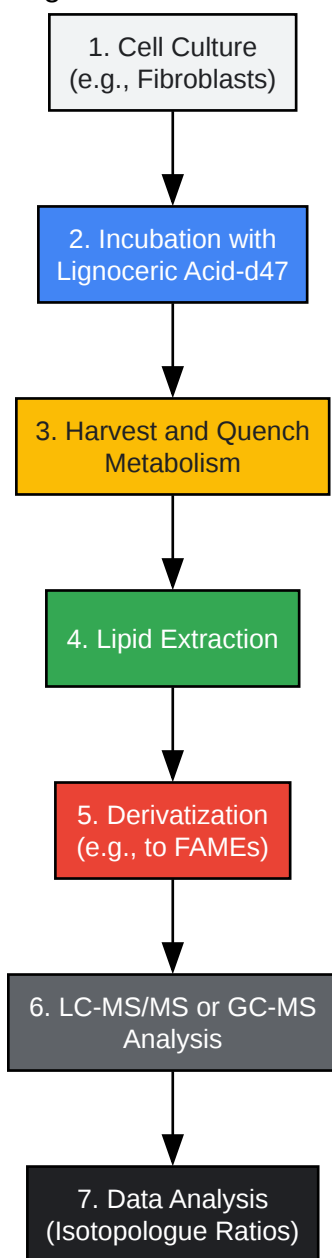 1. Cell Culture
(e.g., Fibroblasts)
2. Incubation with
Lignoceric Acid-d47
3. Harvest and Quench
Metabolism
4. Lipid Extraction
5. Derivatization
(e.g., to FAMEs)
6. LC-MS/MS or GC-MS
Analysis
7. Data Analysis
(Isotopologue Ratios)